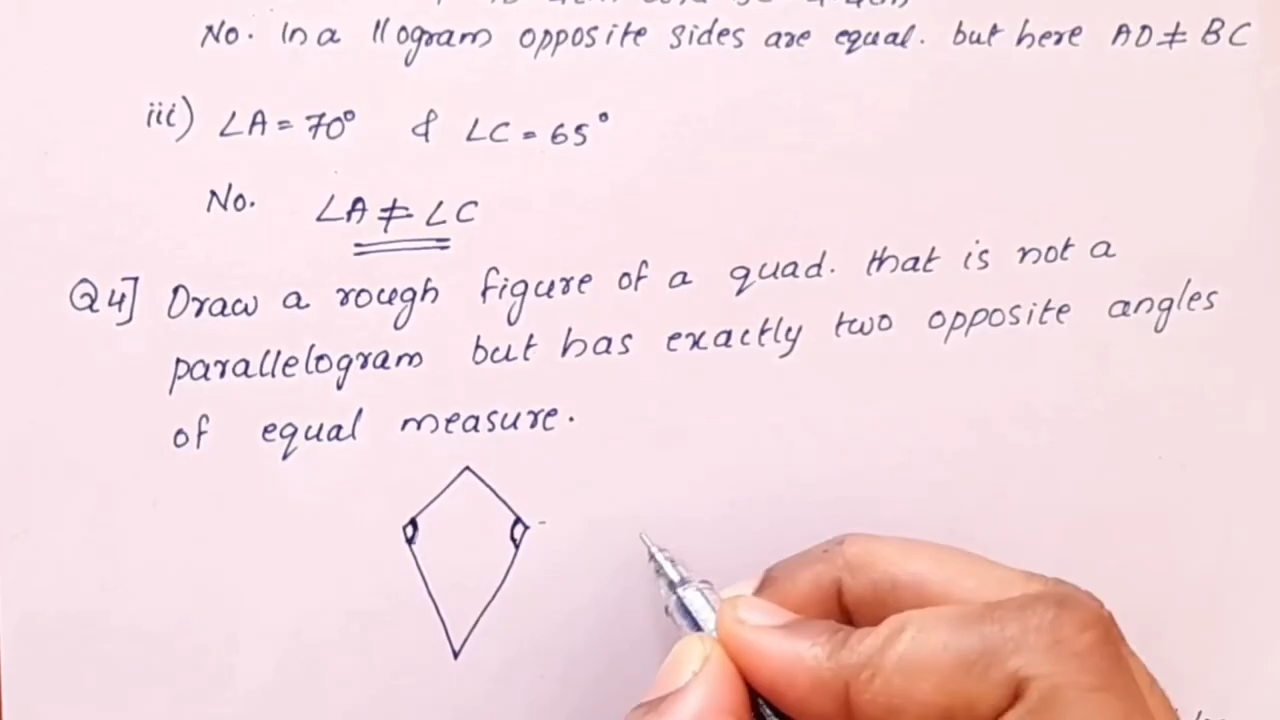 No. In a llogram opposite sides are equal. but here AD ≠ BC
iii) ∠A = 70° & ∠C = 65°
No. ∠A ≠ ∠C
Q4] Draw a rough figure of a quad. that is not a
parallelogram but has exactly two opposite angles
of equal measure.